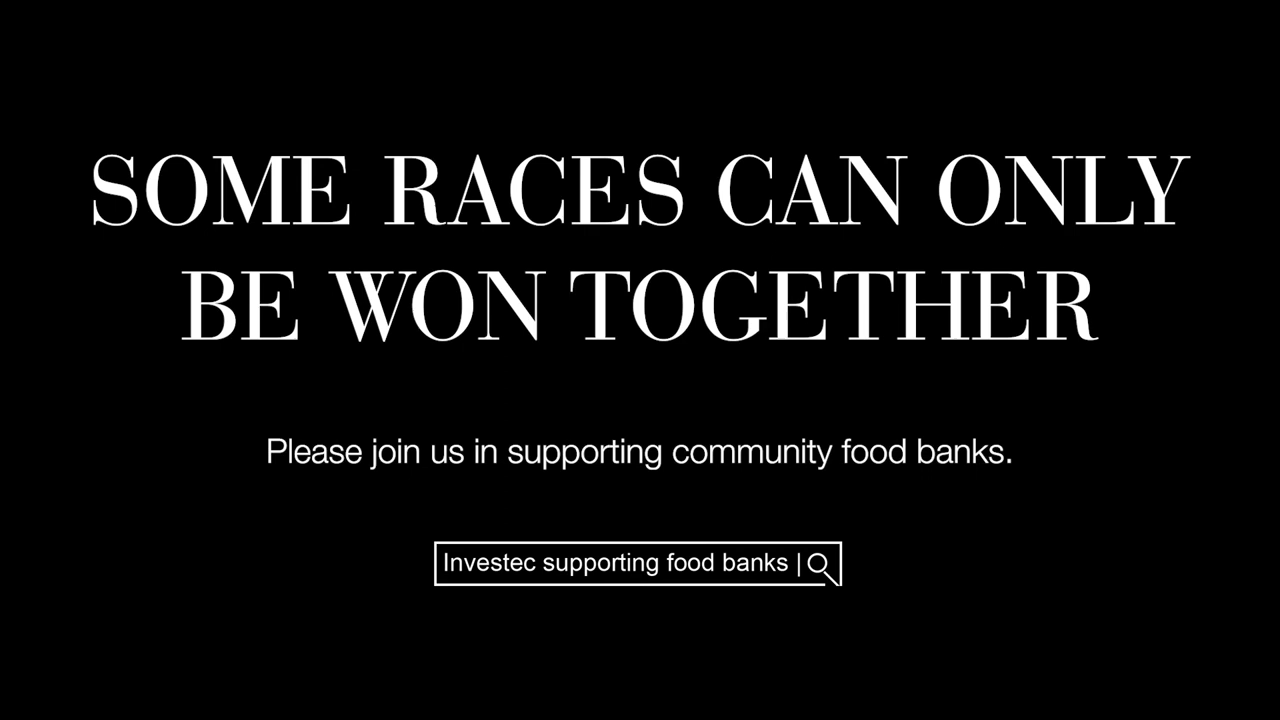 SOME RACES CAN ONLY
BE WON TOGETHER
Please join us in supporting community food banks.
Investec supporting food banks |